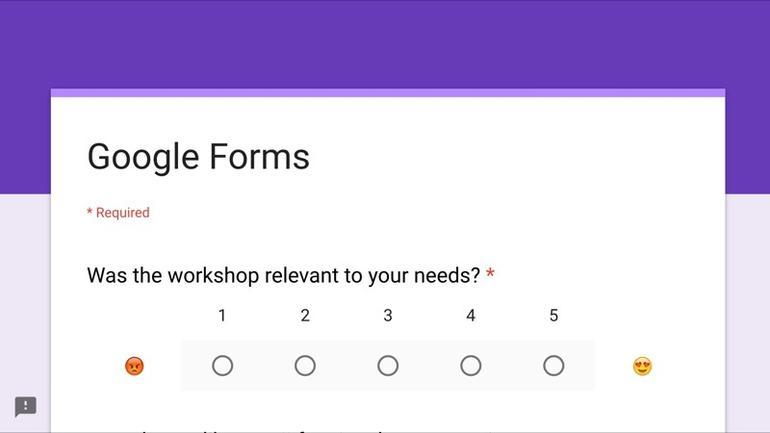 Google Forms
* Required
Was the workshop relevant to your needs? *
1 2 3 4 5